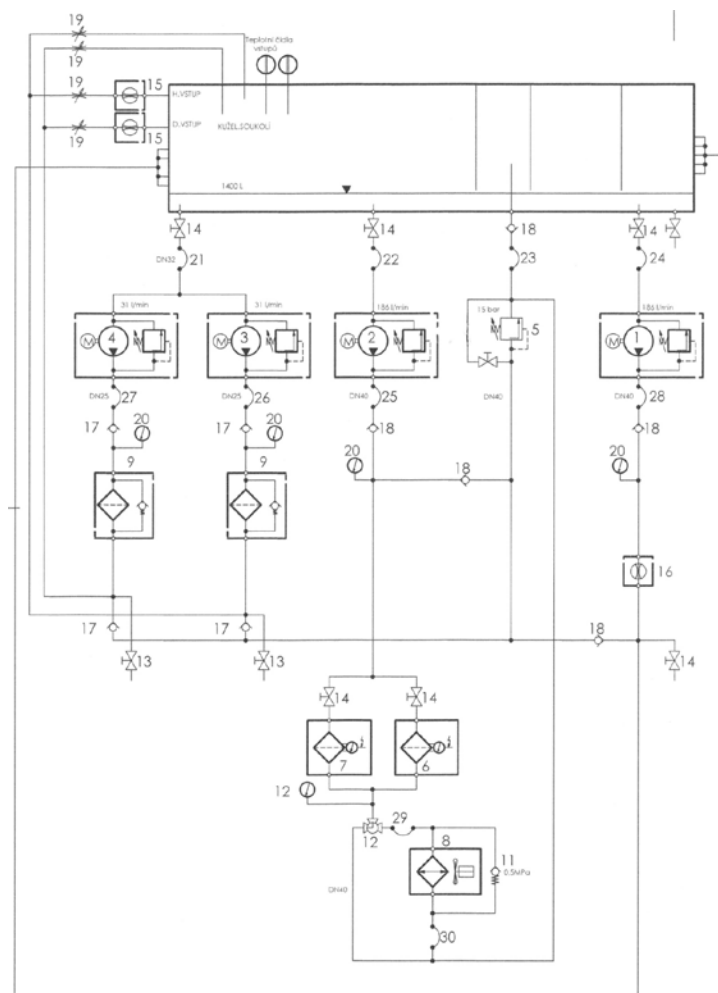 19
Teplotní čidla
vstupů
19
19
15
H.VSTUP
D.VSTUP
KUŽEL.SOUKOLÍ
19
15
1400 L
14
14
18
14
DN32
21
22
23
24
31 l/min
31 l/min
186 l/min
15 bar
186 l/min
M
4
M
3
M
2
5
M
1
DN25
27
DN25
26
DN40
25
DN40
DN40
28
17
20
17
20
18
18
9
9
20
18
20
16
17
17
18
13
13
14
14
14
7
6
12
29
12
8
11
0.5MPa
DN40
30